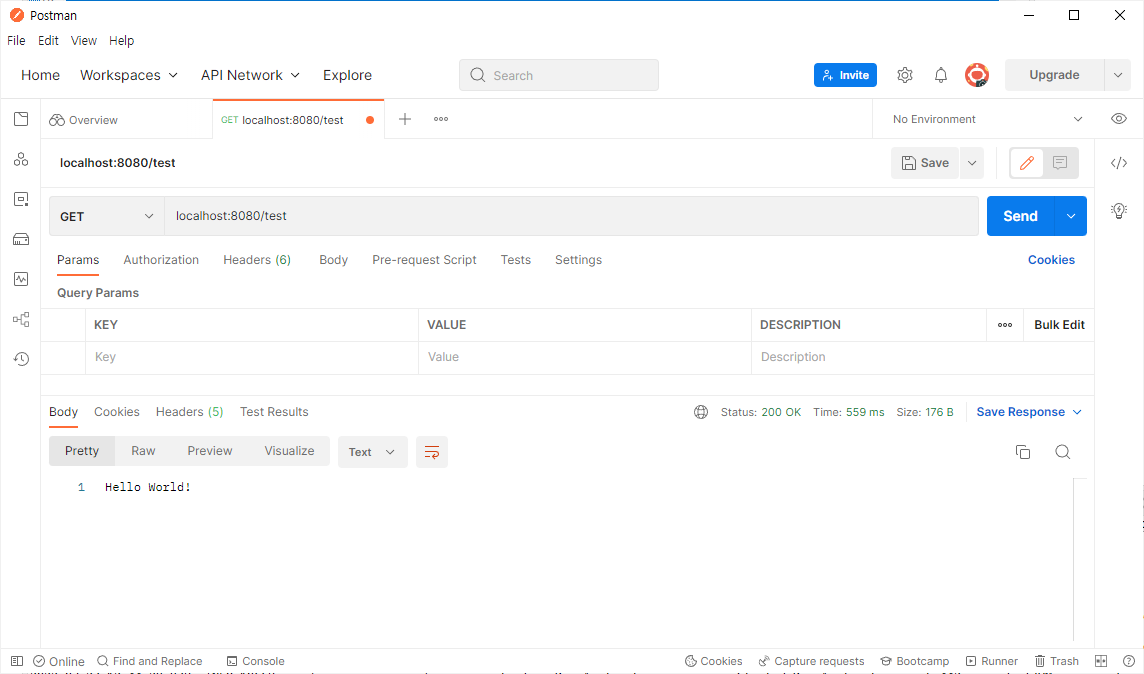 Postman
File Edit View Help
Home Workspaces API Network Explore Search Invite Upgrade
Overview GET localhost:8080/test No Environment
localhost:8080/test Save
GET localhost:8080/test Send
Params Authorization Headers (6) Body Pre-request Script Tests Settings Cookies
Query Params
KEY VALUE DESCRIPTION Bulk Edit
Key Value Description
Body Cookies Headers (5) Test Results Status: 200 OK Time: 559 ms Size: 176 B Save Response
Pretty Raw Preview Visualize Text
1 Hello World!
Online Find and Replace Console Cookies Capture requests Bootcamp Runner Trash